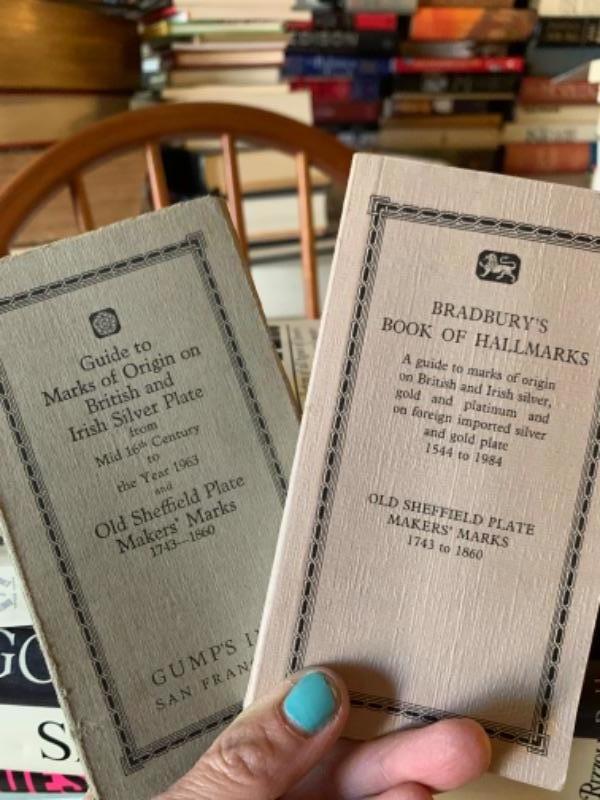 Guide to
Marks of Origin on
British and
Irish Silver Plate
from
Mid 16th Century
to
the Year 1963
and
Old Sheffield Plate
Makers' Marks
1743—1860
GUMP'S
SAN
BRADBURY'S
BOOK OF HALLMARKS
A guide to marks of origin
on British and Irish silver,
gold and platinum and
on foreign imported silver
and gold plate
1544 to 1984
OLD SHEFFIELD PLATE
MAKERS' MARKS
1743 to 1860